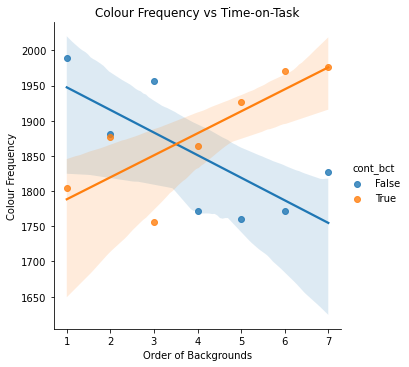 Colour Frequency vs Time-on-Task
2000
1950
1900
1850
1800
1750
1700
1650
Colour Frequency
1 2 3 4 5 6 7
Order of Backgrounds
cont_bct
False
True